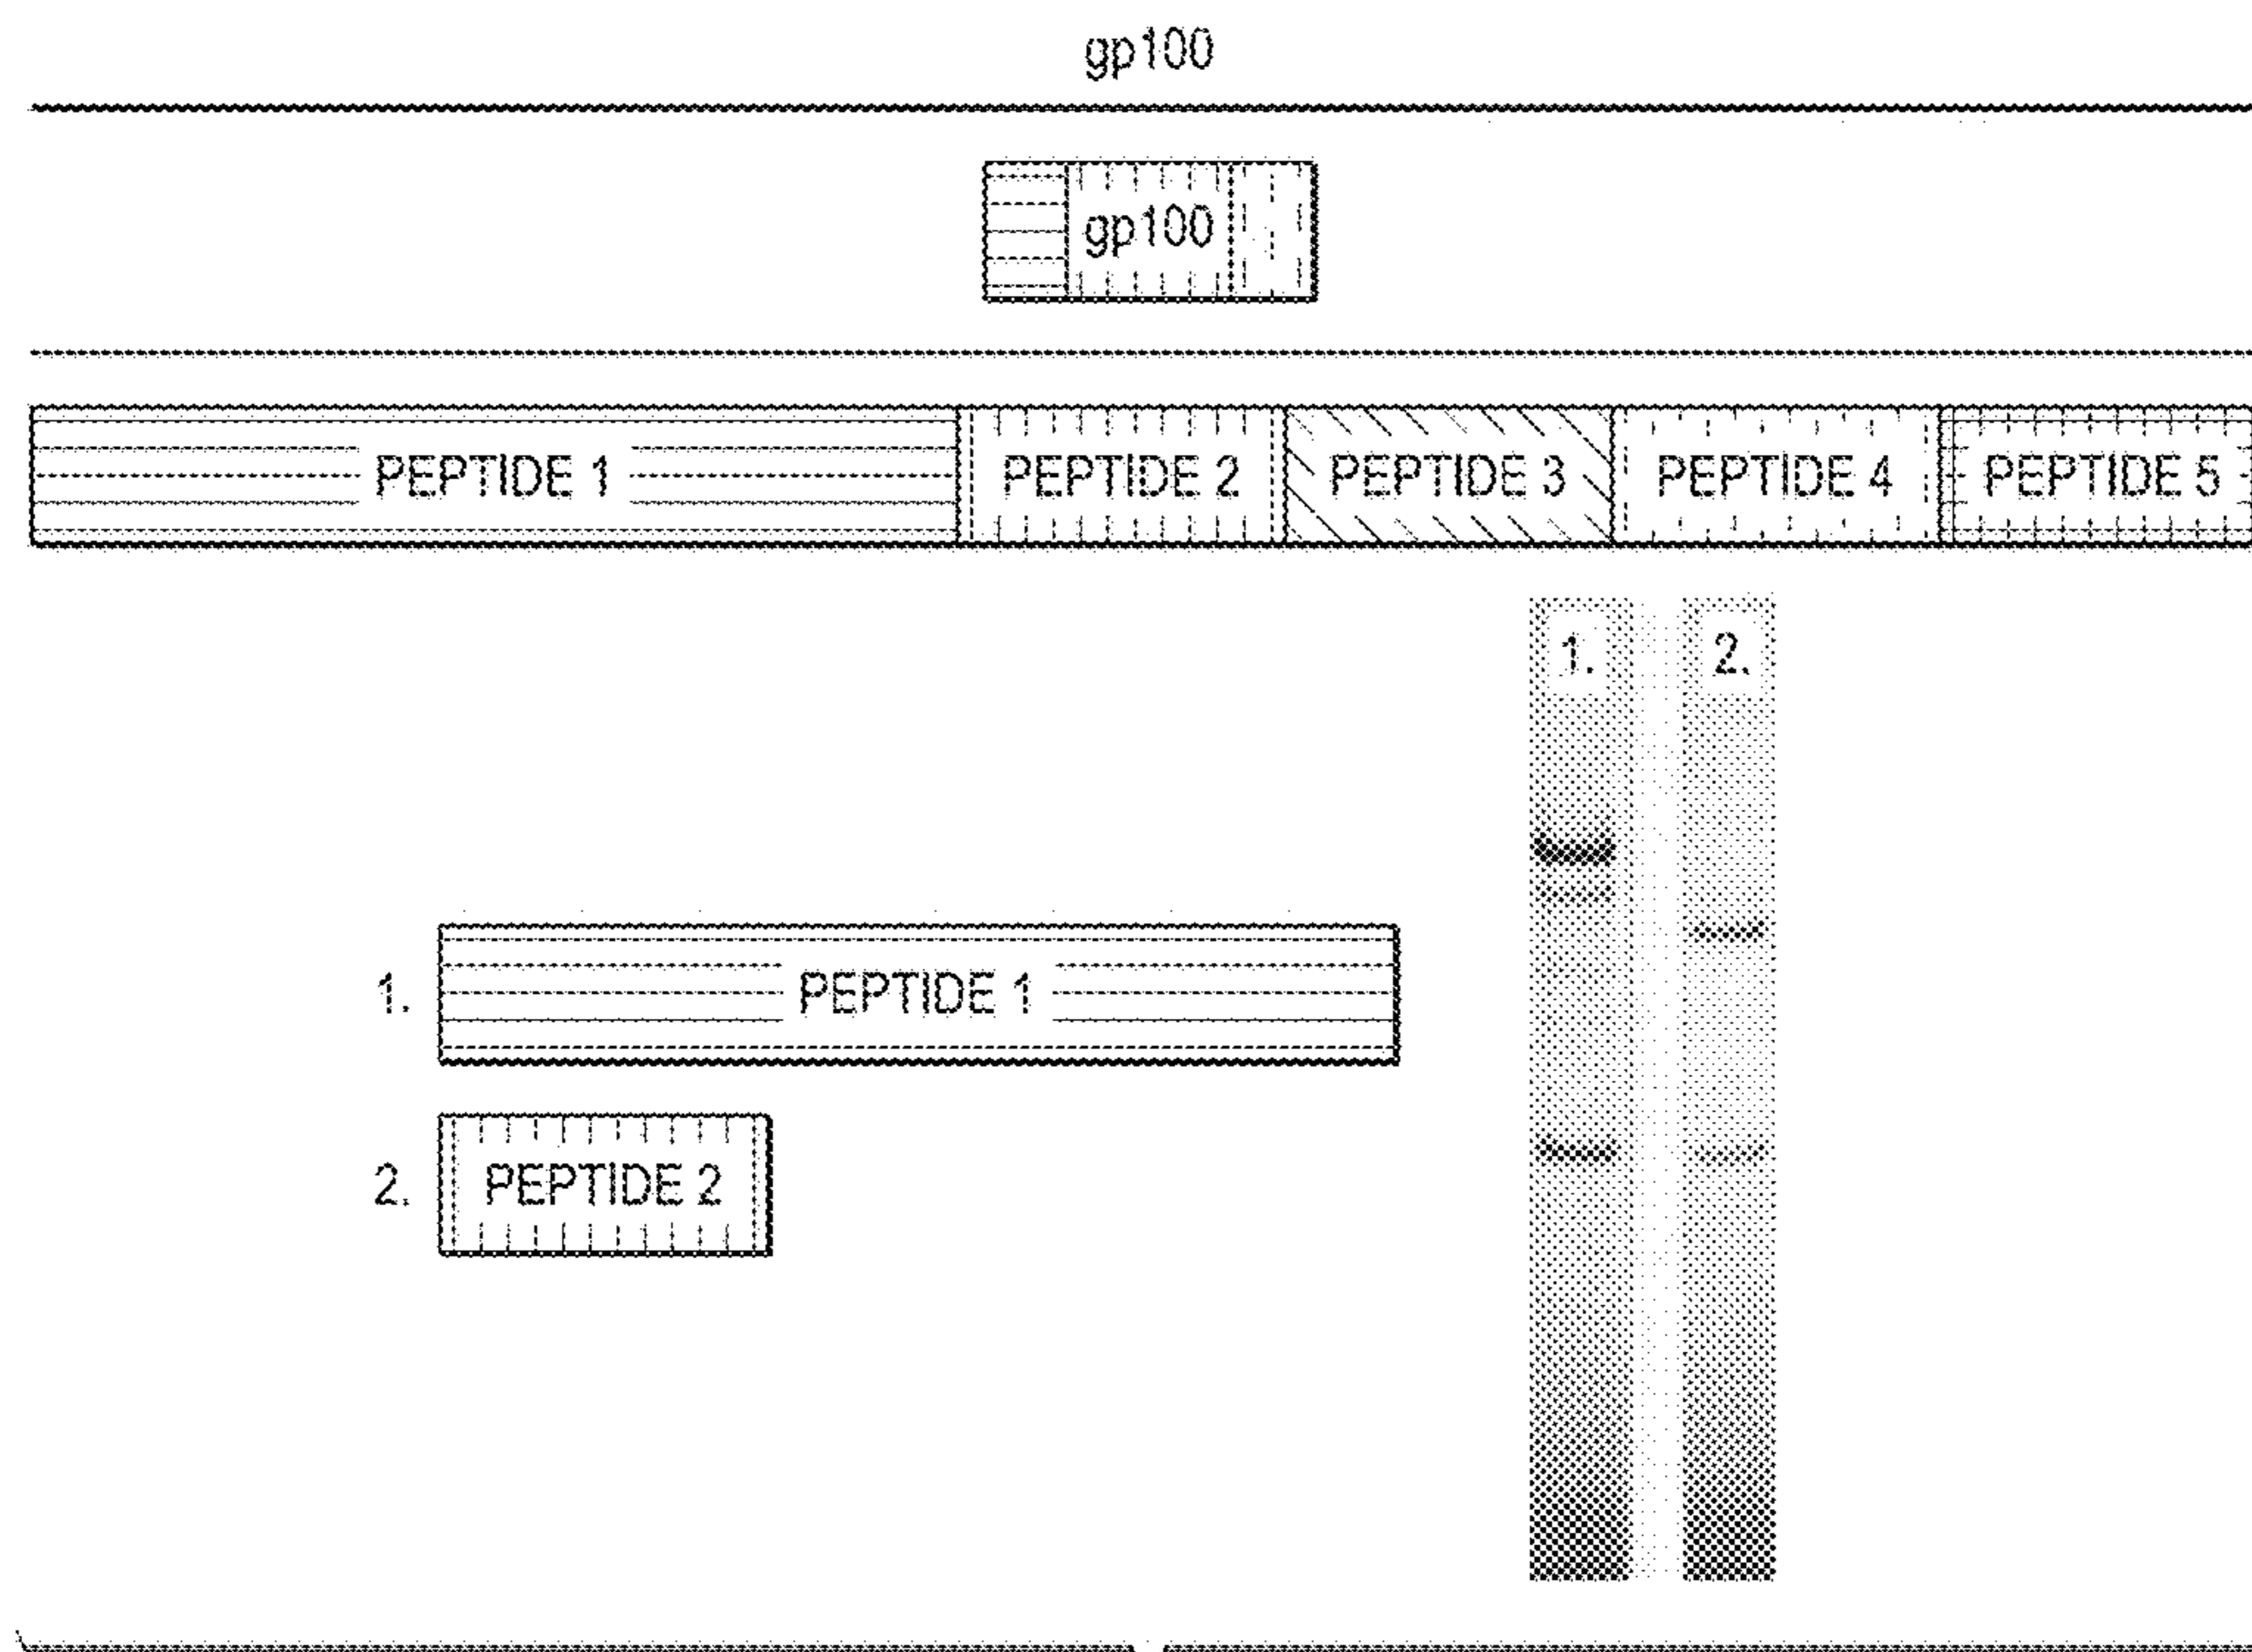 gp100
gp100
PEPTIDE 1 PEPTIDE 2 PEPTIDE 3 PEPTIDE 4 PEPTIDE 5
1. 2.
1. PEPTIDE 1
2. PEPTIDE 2